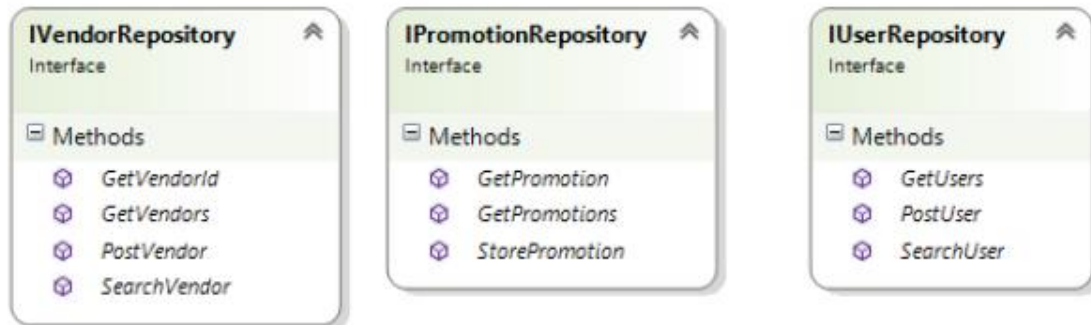 IVendorRepository
Interface
Methods
GetVendorId
GetVendors
PostVendor
SearchVendor
IPromotionRepository
Interface
Methods
GetPromotion
GetPromotions
StorePromotion
IUserRepository
Interface
Methods
GetUsers
PostUser
SearchUser